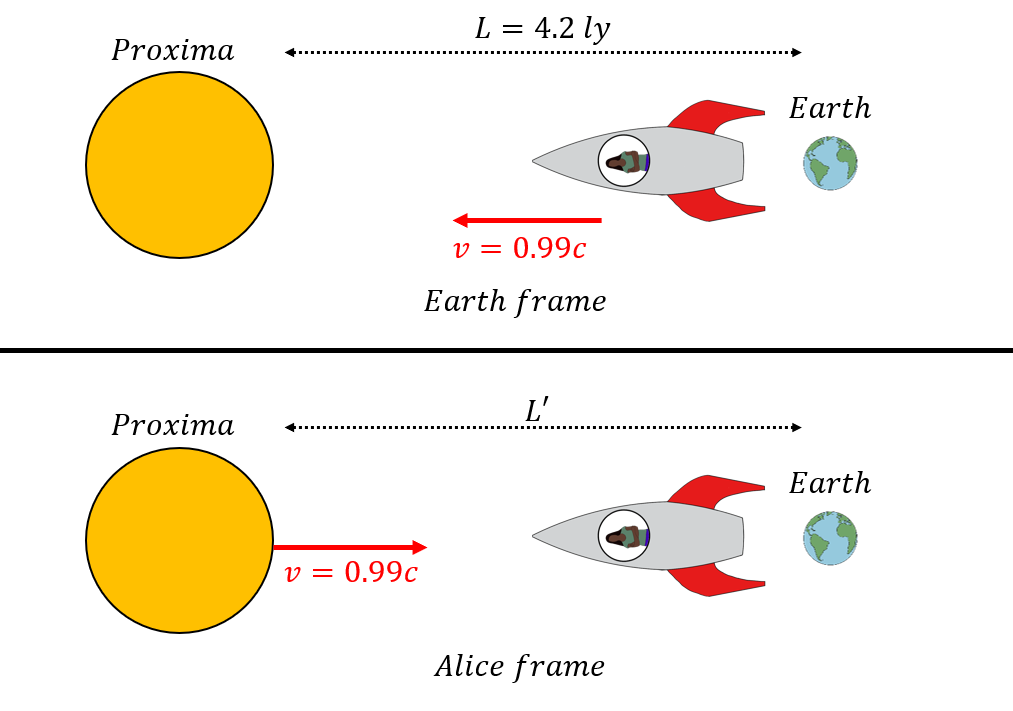 L = 4.2 ly
Proxima
Earth
v = 0.99c
Earth frame
L′
Proxima
Earth
v = 0.99c
Alice frame